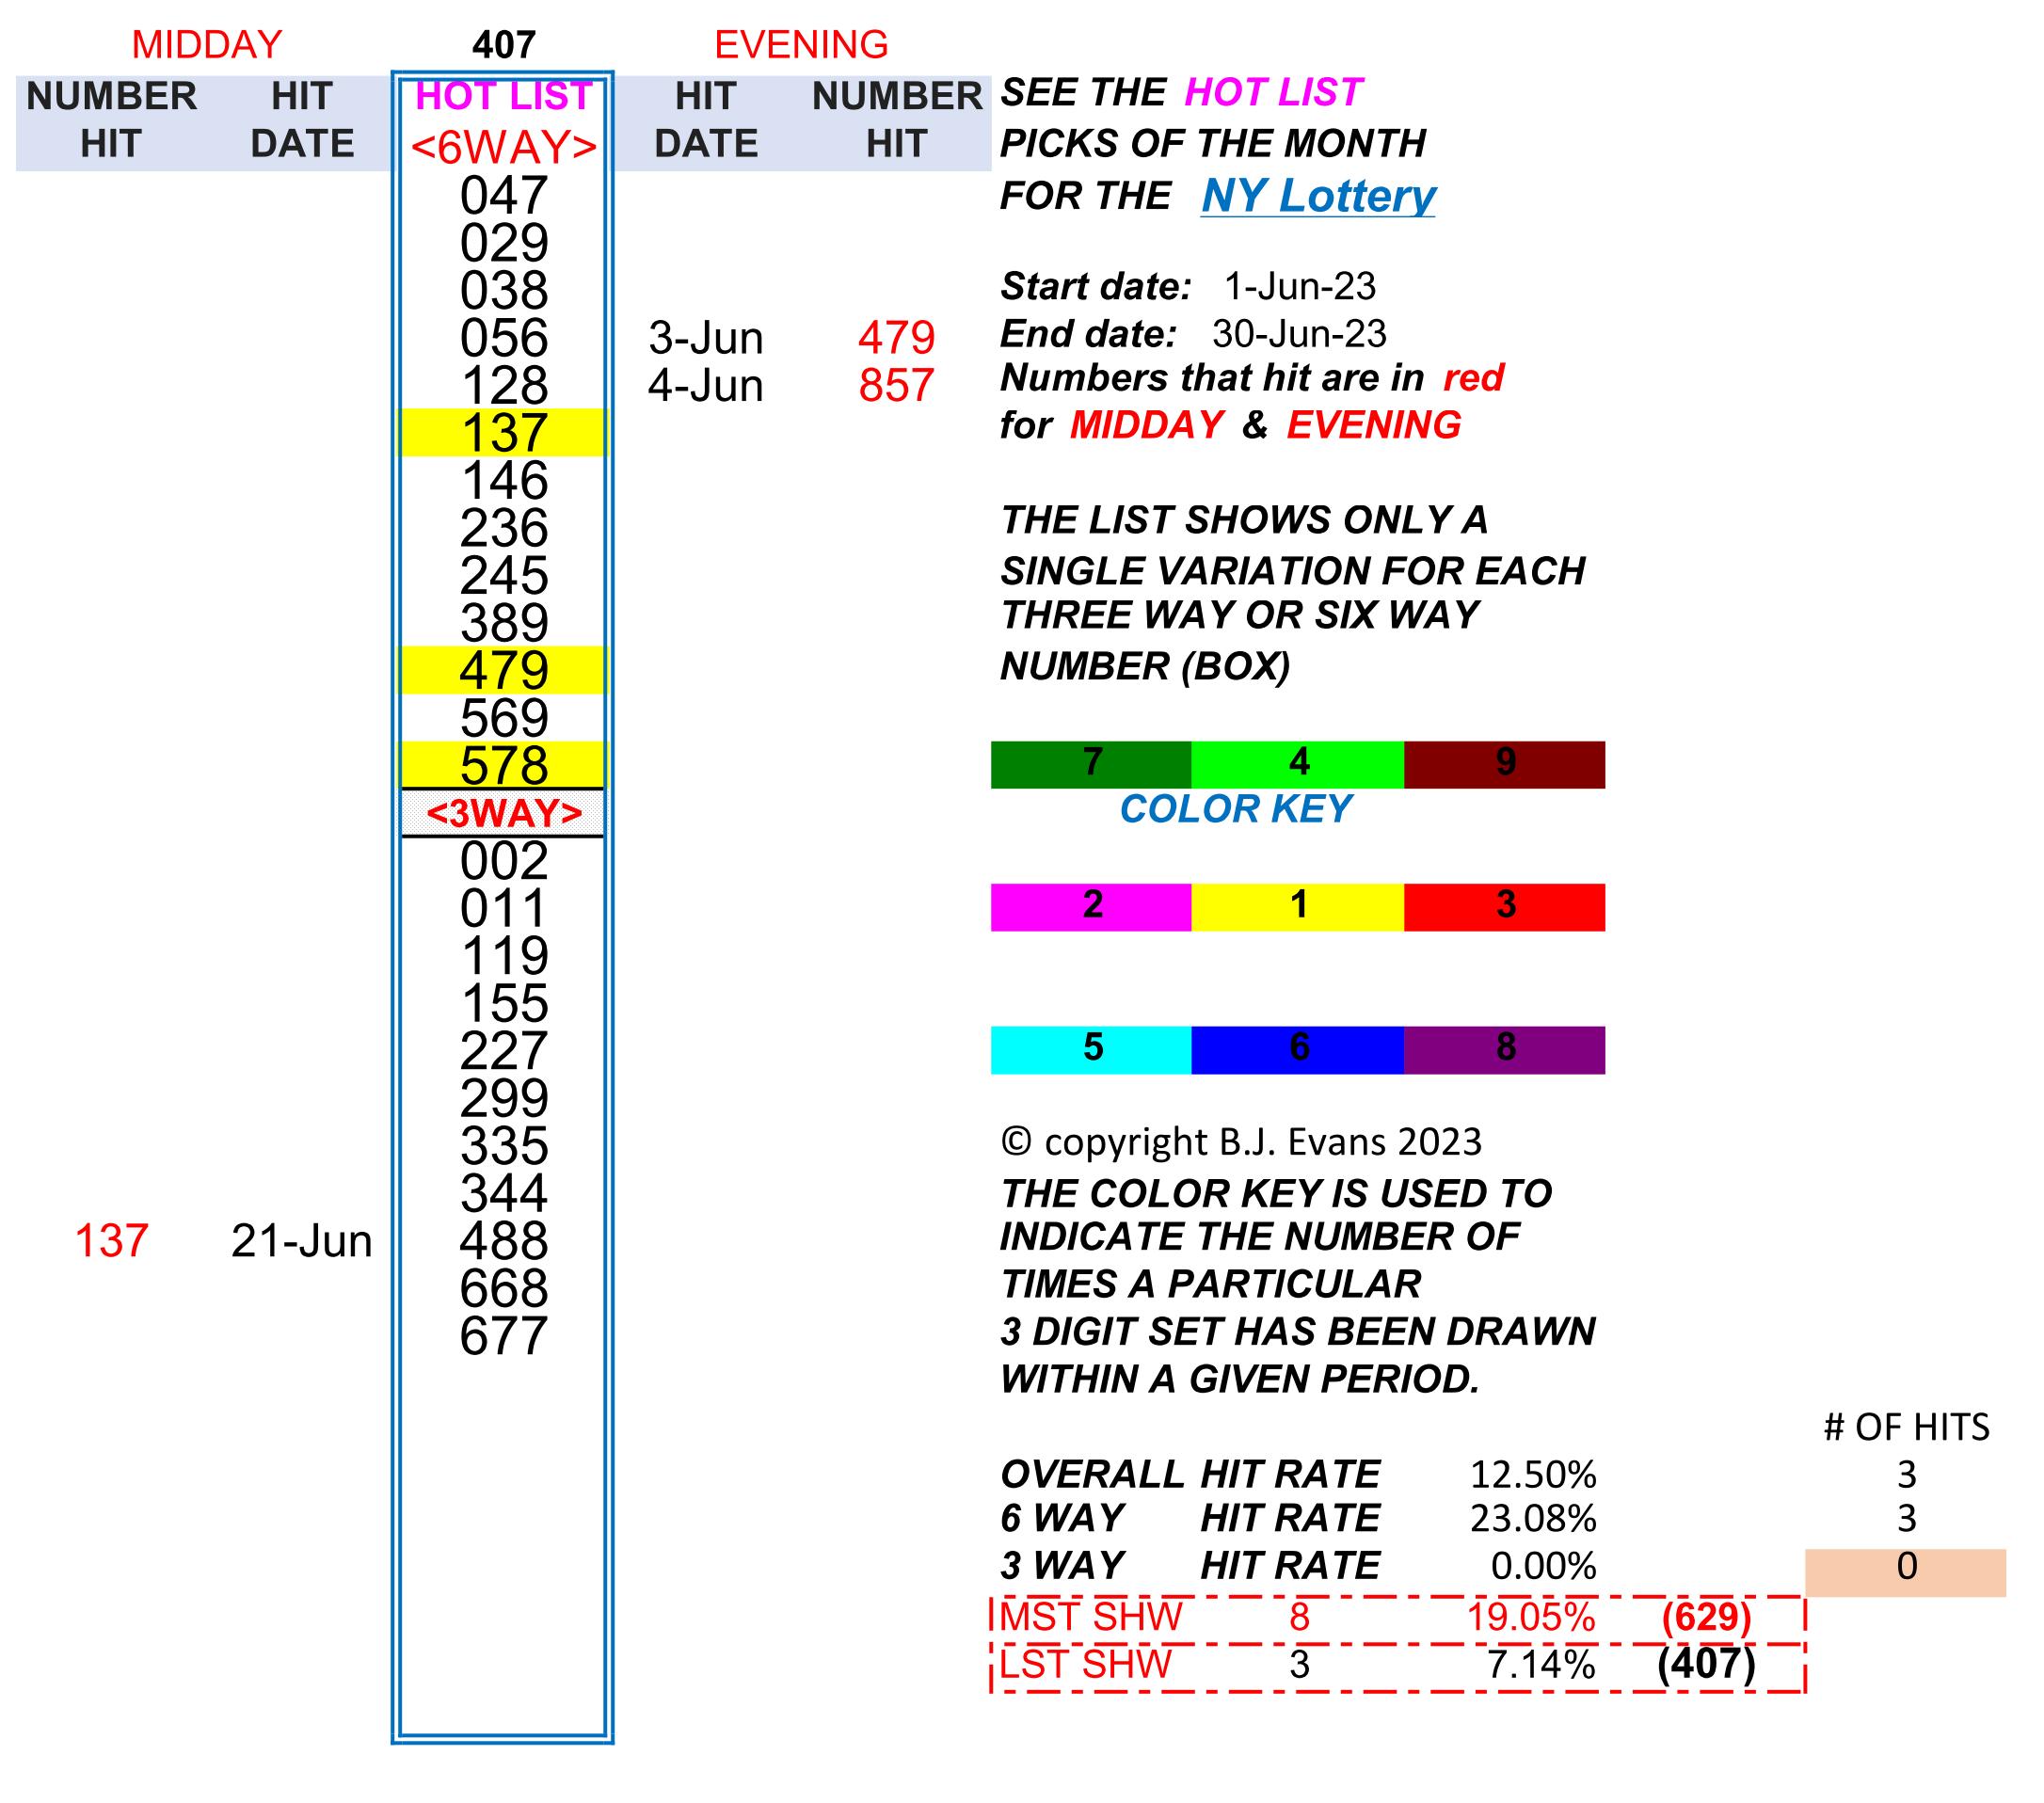 MIDDAY 407 EVENING
NUMBER HIT HOT LIST HIT NUMBER SEE THE HOT LIST
HIT DATE <6WAY> DATE HIT PICKS OF THE MONTH
047 FOR THE NY Lottery
029
038 Start date: 1-Jun-23
056 3-Jun 479 End date: 30-Jun-23
128 4-Jun 857 Numbers that hit are in red
137 for MIDDAY & EVENING
146
236 THE LIST SHOWS ONLY A
245 SINGLE VARIATION FOR EACH
389 THREE WAY OR SIX WAY
479 NUMBER (BOX)
569
578 7 4 9
<3WAY> COLOR KEY
002
011 2 1 3
119
155
227 5 6 8
299
335 © copyright B.J. Evans 2023
344 THE COLOR KEY IS USED TO
137 21-Jun 488 INDICATE THE NUMBER OF
668 TIMES A PARTICULAR
677 3 DIGIT SET HAS BEEN DRAWN
WITHIN A GIVEN PERIOD.
# OF HITS
OVERALL HIT RATE 12.50% 3
6 WAY HIT RATE 23.08% 3
3 WAY HIT RATE 0.00% 0
MST SHW 8 19.05% (629)
LST SHW 3 7.14% (407)